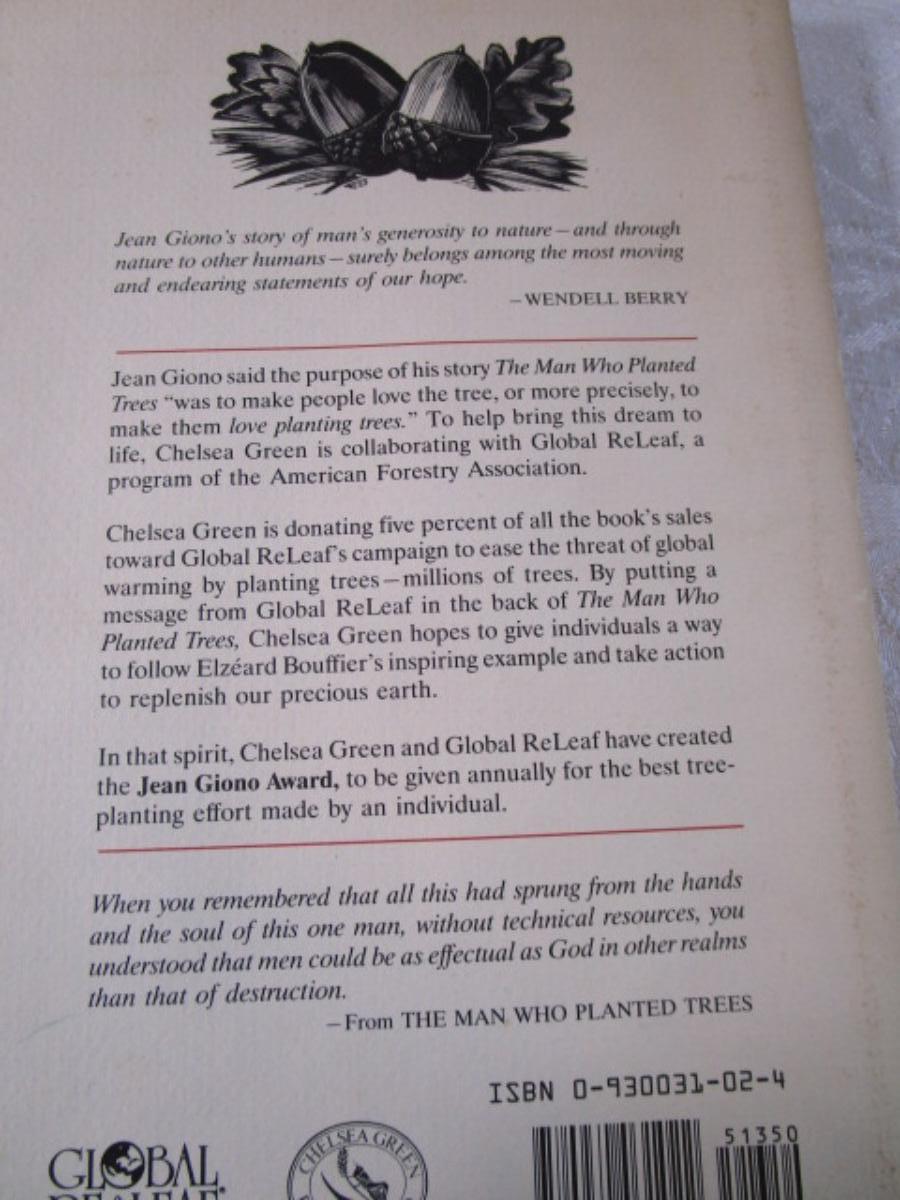 Jean Giono's story of man's generosity to nature — and through
nature to other humans — surely belongs among the most moving
and endearing statements of our hope.
— WENDELL BERRY
Jean Giono said the purpose of his story The Man Who Planted
Trees "was to make people love the tree, or more precisely, to
make them love planting trees." To help bring this dream to
life, Chelsea Green is collaborating with Global ReLeaf, a
program of the American Forestry Association.
Chelsea Green is donating five percent of all the book's sales
toward Global ReLeaf's campaign to ease the threat of global
warming by planting trees — millions of trees. By putting a
message from Global ReLeaf in the back of The Man Who
Planted Trees, Chelsea Green hopes to give individuals a way
to follow Elzéard Bouffier's inspiring example and take action
to replenish our precious earth.
In that spirit, Chelsea Green and Global ReLeaf have created
the Jean Giono Award, to be given annually for the best tree-
planting effort made by an individual.
When you remembered that all this had sprung from the hands
and the soul of this one man, without technical resources, you
understood that men could be as effectual as God in other realms
than that of destruction.
— From THE MAN WHO PLANTED TREES
ISBN 0-930031-02-4
51350
CHELSEA GREEN
GLOBAL
RELEAF